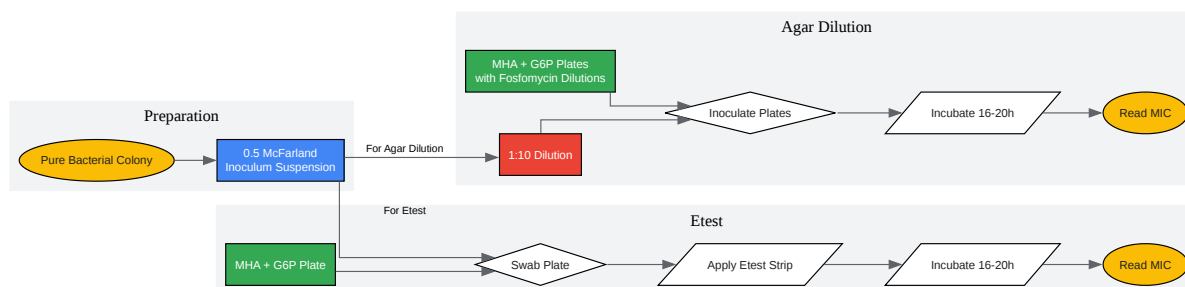 Agar Dilution
MHA + G6P Plates
with Fosfomycin Dilutions
Preparation
Inoculate Plates
Incubate 16-20h
Read MIC
Pure Bacterial Colony
0.5 McFarland
Inoculum Suspension
For Agar Dilution
1:10 Dilution
For Etest
Etest
MHA + G6P Plate
Swab Plate
Apply Etest Strip
Incubate 16-20h
Read MIC